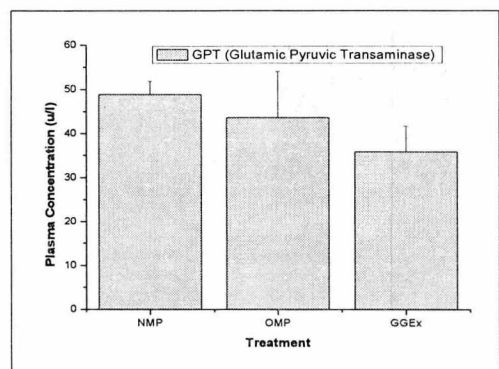 60
GPT (Glutamic Pyruvic Transaminase)
50
40
30
20
10
0
Plasma Concentration (u/l)
NMP OMP GGEx
Treatment